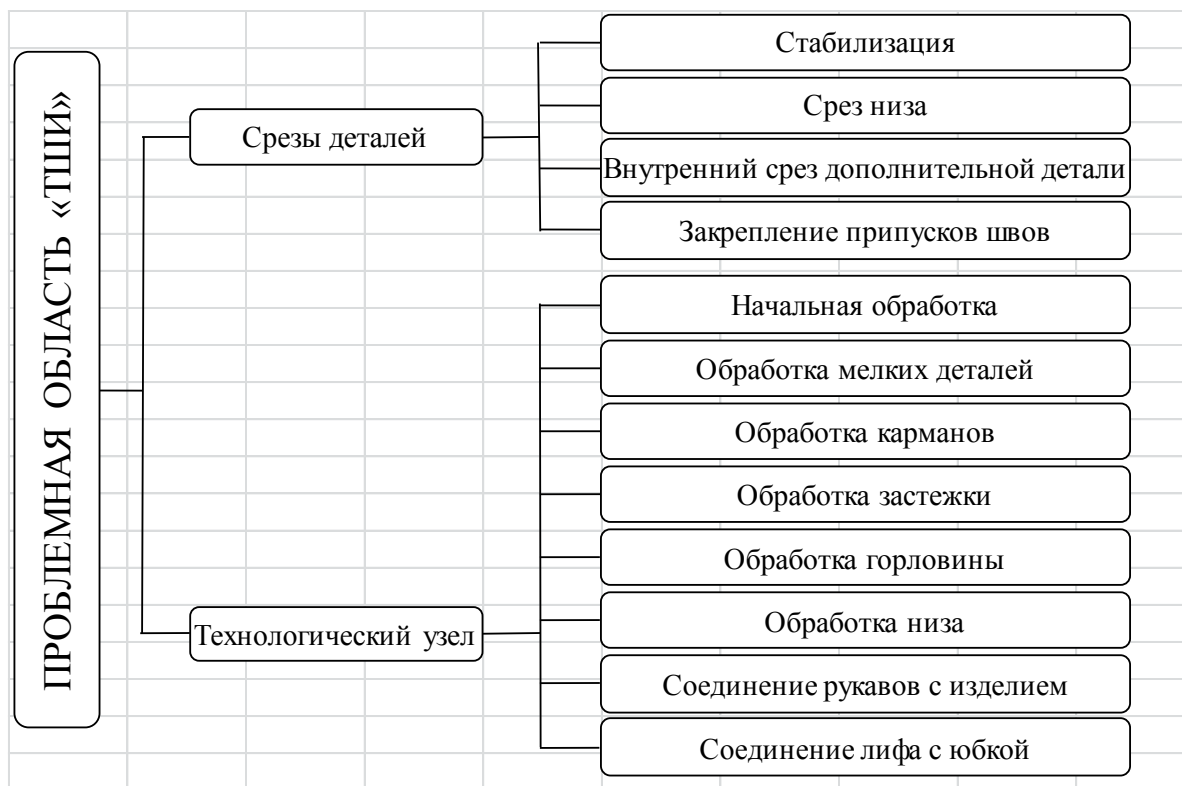 ПРОБЛЕМНАЯ ОБЛАСТЬ «ТШИ»
Срезы деталей
Стабилизация
Срез низа
Внутренний срез дополнительной детали
Закрепление припусков швов
Технологический узел
Начальная обработка
Обработка мелких деталей
Обработка карманов
Обработка застежки
Обработка горловины
Обработка низа
Соединение рукавов с изделием
Соединение лифа с юбкой